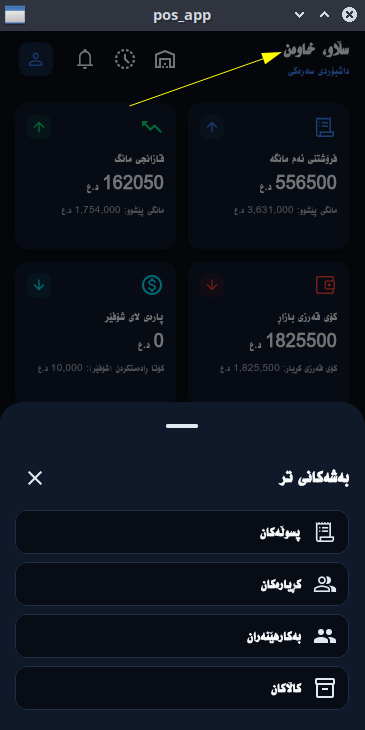 pos_app
سڵاو، خاوەن
داشبۆردی سەرەکی
فرۆشتنی ئەم مانگە
556500 د.ع
مانگی پێشوو: 3,631,000 د.ع
قازانجی مانگ
162050 د.ع
مانگی پێشوو: 1,754,000 د.ع
کۆی قەرزی بازاڕ
1825500 د.ع
کۆی قەرزی کڕیار: 1,825,500 د.ع
پارەی لای شۆفێر
0 د.ع
کۆتا ڕادەستکردن (شۆفێر): 10,000 د.ع
بەشەکانی تر
پسوڵەکان
کڕیارەکان
بەکارهێنەران
کاڵاکان